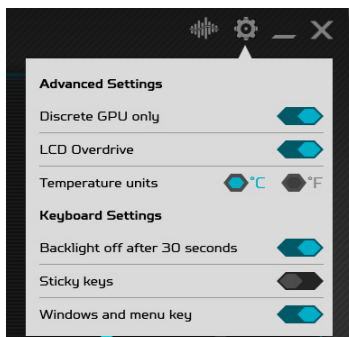 Advanced Settings
Discrete GPU only
LCD Overdrive
Temperature units °C °F
Keyboard Settings
Backlight off after 30 seconds
Sticky keys
Windows and menu key